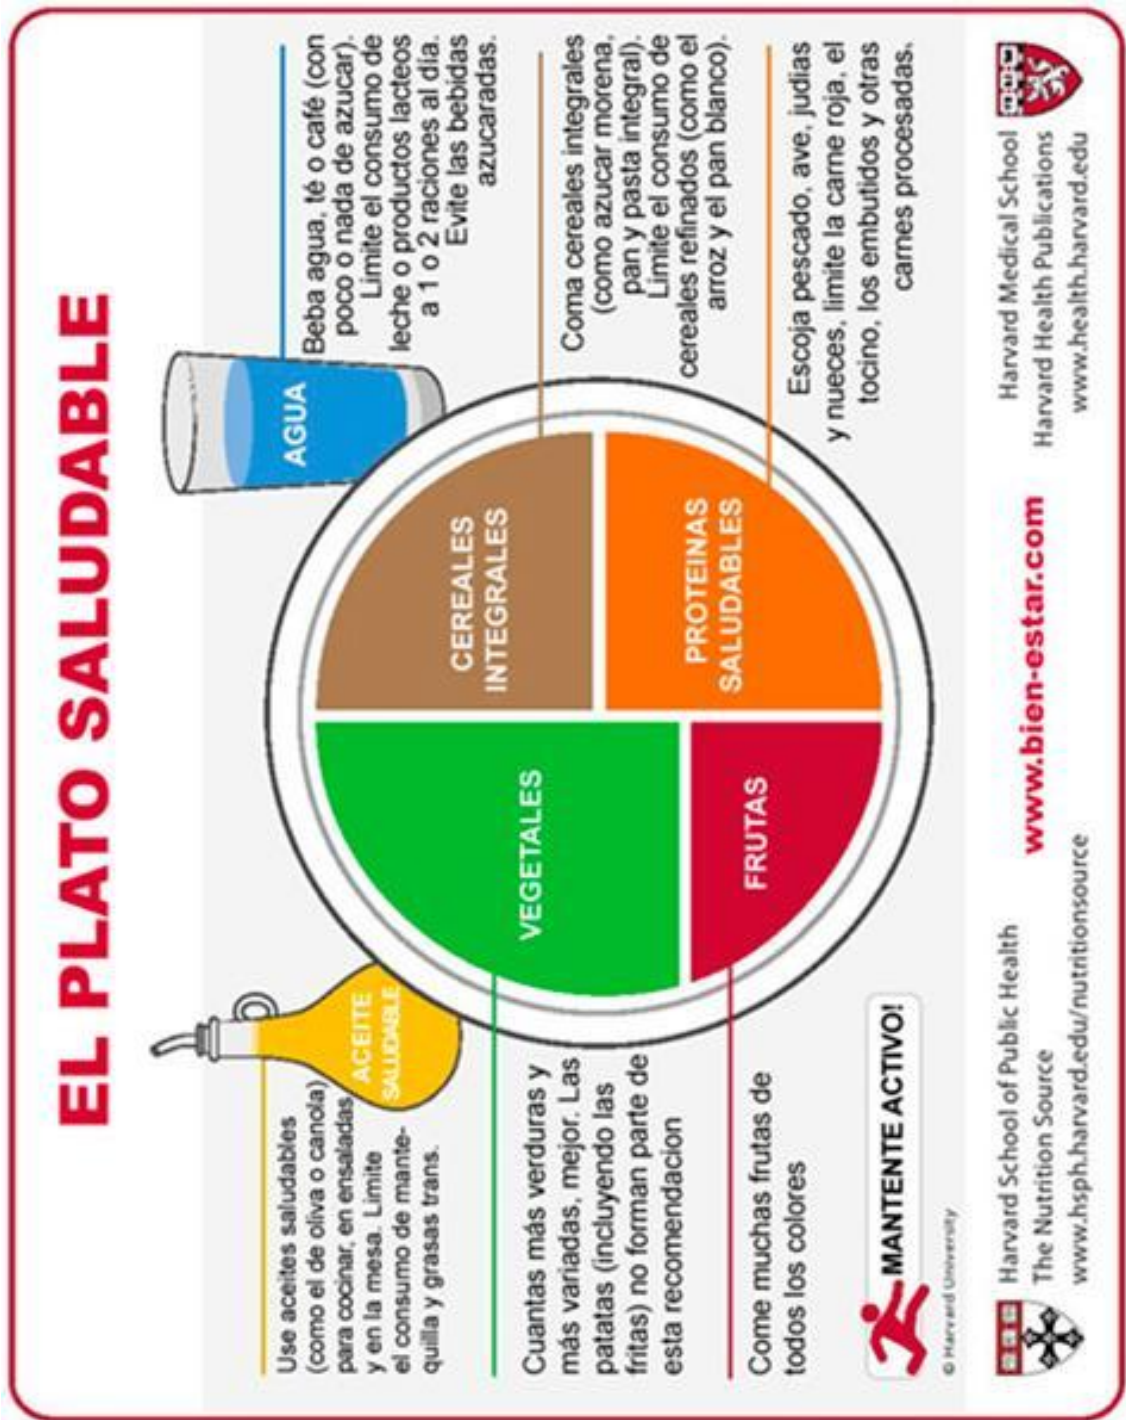 EL PLATO SALUDABLE
Use aceites saludables
(como el de oliva o canola)
para cocinar, en ensaladas
y en la mesa. Limite
el consumo de mante-
quilla y grasas trans.
ACEITE
SALUDABLE
AGUA
Beba agua, té o café (con
poco o nada de azucar).
Limite el consumo de
leche o productos lacteos
a 1 o 2 raciones al día.
Evite las bebidas
azucaradas.
Cuantas más verduras y
más variadas, mejor. Las
patatas (incluyendo las
fritas) no forman parte de
esta recomendacion
VEGETALES
CEREALES
INTEGRALES
Coma cereales integrales
(como azucar morena,
pan y pasta integral).
Limite el consumo de
cereales refinados (como el
arroz y el pan blanco).
Come muchas frutas de
todos los colores
FRUTAS
PROTEINAS
SALUDABLES
Escoja pescado, ave, judias
y nueces, limite la carne roja, el
tocino, los embutidos y otras
carnes procesadas.
MANTENTE ACTIVO!
© Harvard University
Harvard School of Public Health
The Nutrition Source
www.hsph.harvard.edu/nutritionsource
www.bien-estar.com
Harvard Medical School
Harvard Health Publications
www.health.harvard.edu